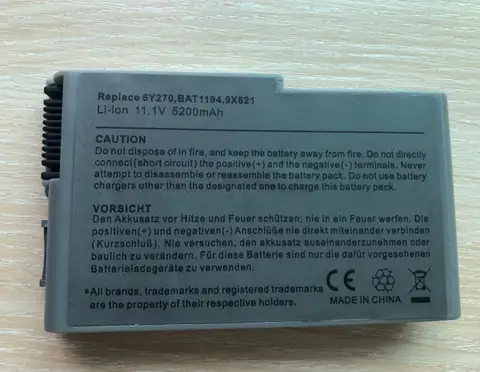 Replace 6Y270,BAT1194,9X821
Li-Ion 11.1V 5200mAh
CAUTION
Do not dispose of in fire, and keep the battery away from fire. Do not directly
connect(short circuit) the positive(+) and the negative(-) terminals. Never
attempt to disassemble or reassemble the battery pack. Do not use battery
chargers other than the designated one to charge this battery pack.
VORSICHT
Den Akkusatz vor Hitze und Feuer schützen; nie in ein Feuer werfen. Die
positiven(+) und negativen(-) Anschluße nie direkt miteinander verbinden
(Kurzschluß). Nie versuchen, den akkusatz auseinanderzunehmen oder
baulich zu verändern. Für diese Batterie nie außer dafür vorgesehenen
Batterieladegeräte zu verwenden.
*All brands, trademarks and registered trademarks
are the property of their respective holders.
CE
MADE IN CHINA